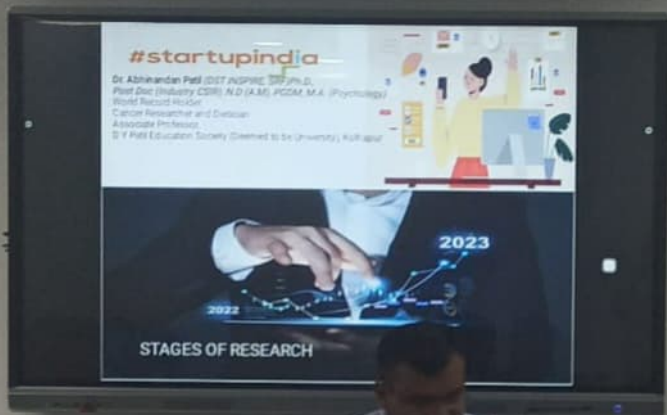 #startupindia
Dr. Abhinandan Patil (DST INSPIRE, SRF)Ph.D,
Post Doc (Industry CSIR), N.D (A.M), PGDM, M.A. (Psychology)
World Record Holder
Cancer Researcher and Dietician
Associate Professor,
D Y Patil Education Society (Deemed to be University), Kolhapur
2023
2022
STAGES OF RESEARCH